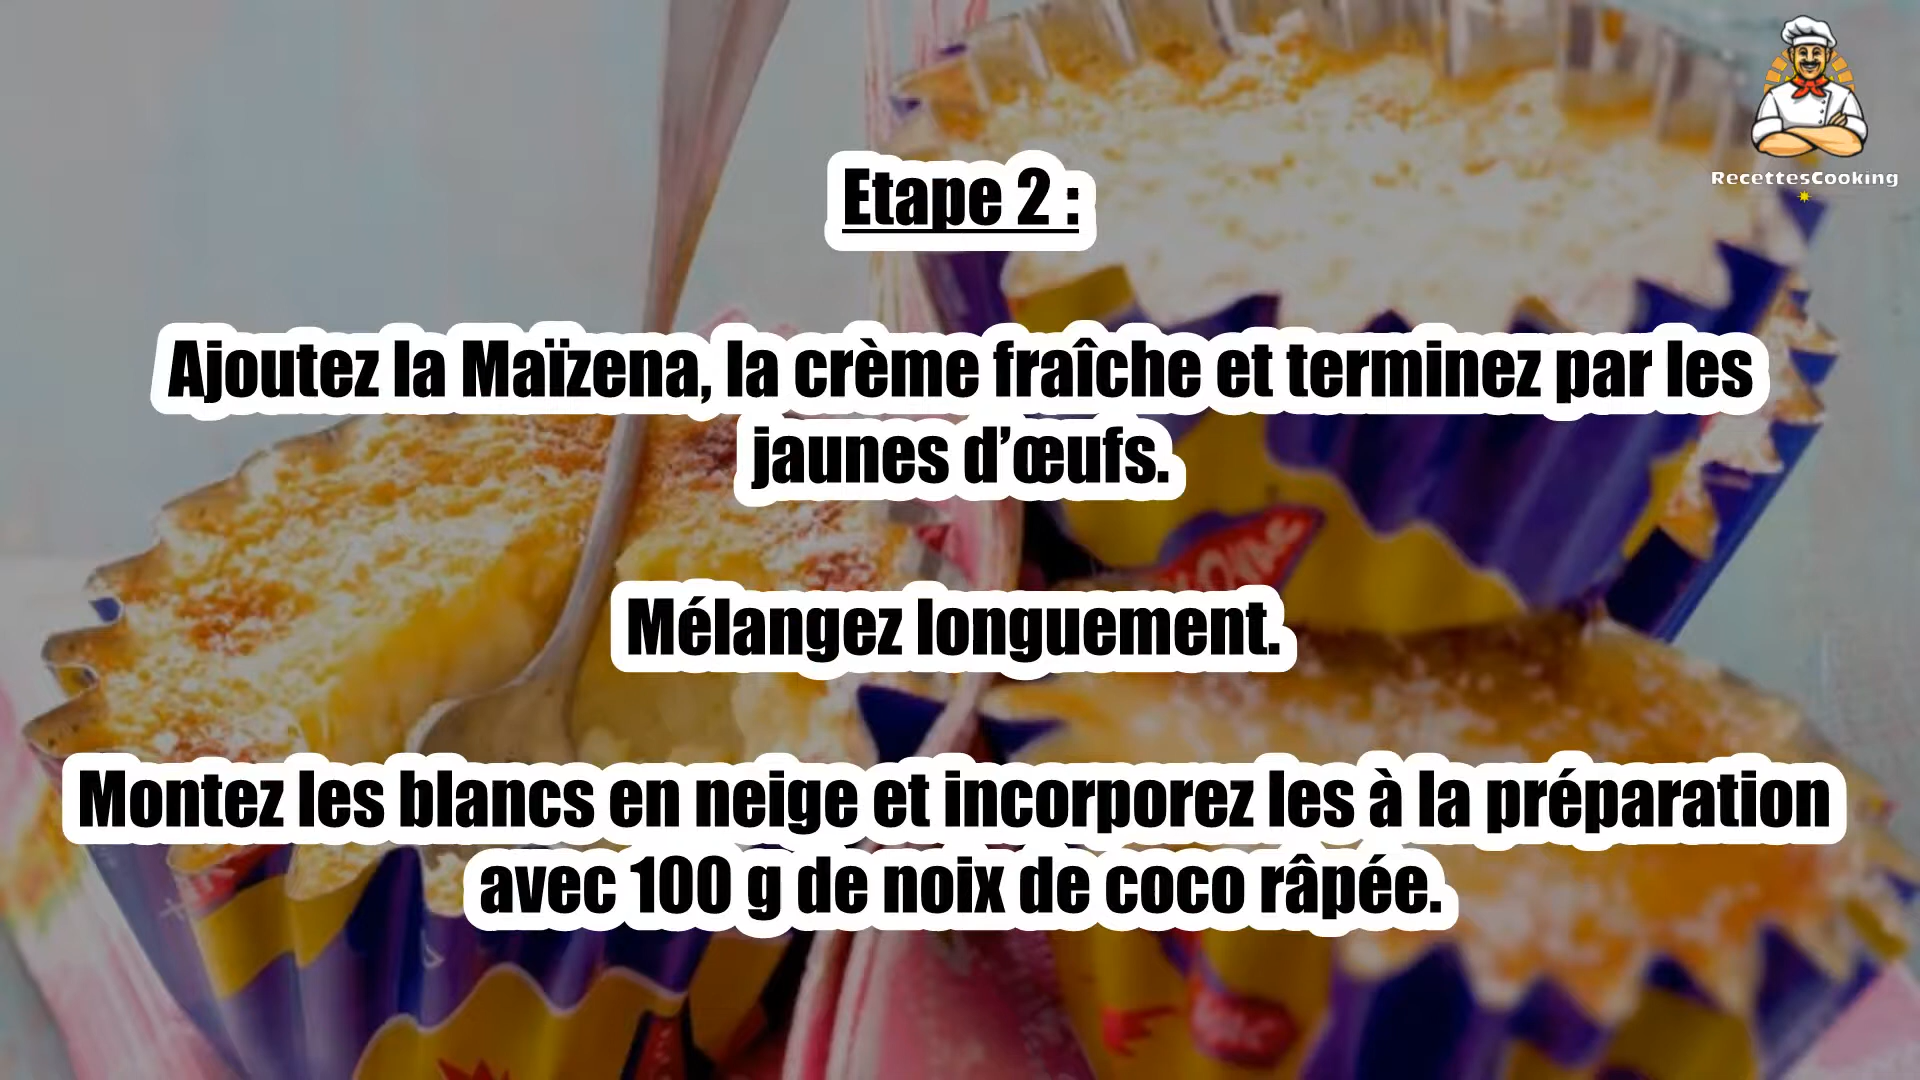 RecettesCooking
Etape 2 :
Ajoutez la Maïzena, la crème fraîche et terminez par les
jaunes d’œufs.
Mélangez longuement.
Montez les blancs en neige et incorporez les à la préparation
avec 100 g de noix de coco râpée.